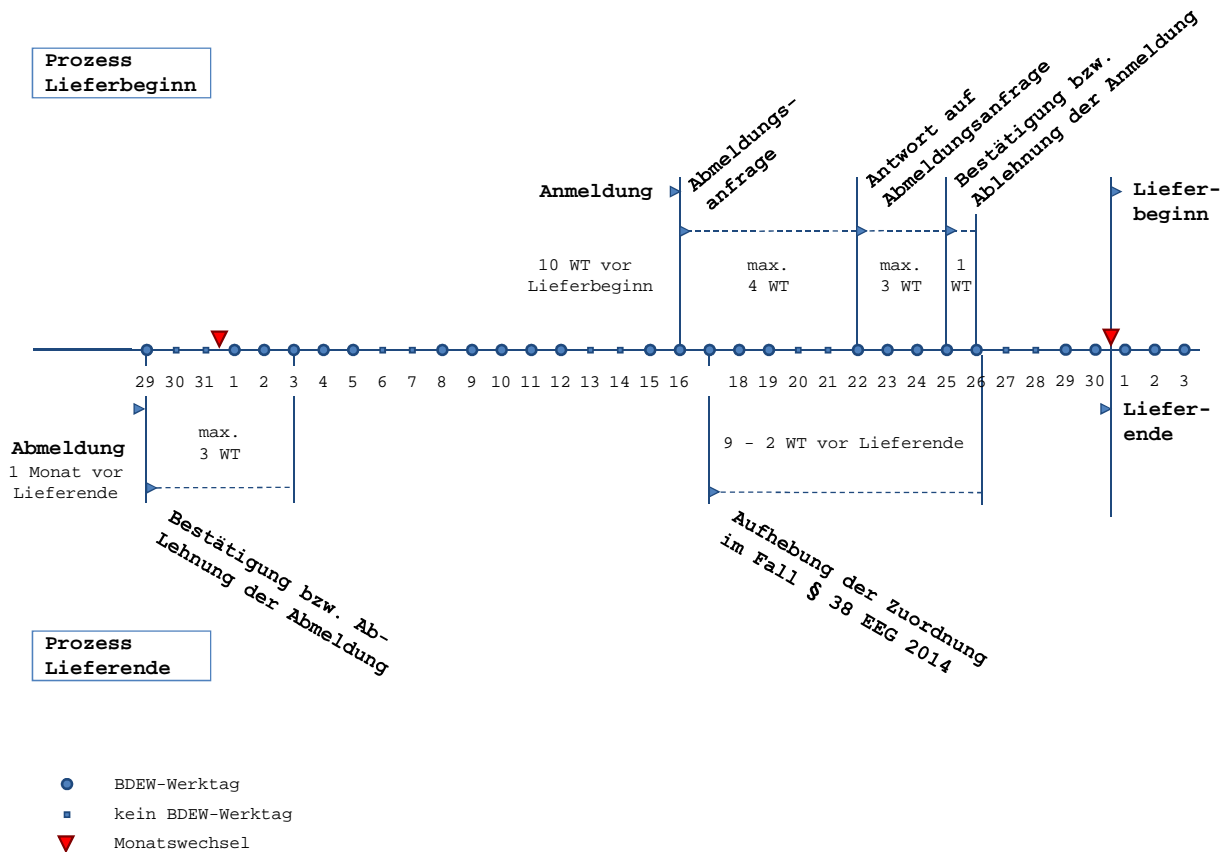 Prozess
Lieferbeginn
Abmeldungs-
anfrage
Antwort auf
Abmeldungsanfrage
Bestätigung bzw.
Ablehnung der Anmeldung
Anmeldung
Liefer-
beginn
10 WT vor
Lieferbeginn
max.
4 WT
max.
3 WT
1
WT
29 30 31 1 2 3 4 5 6 7 8 9 10 11 12 13 14 15 16 18 19 20 21 22 23 24 25 26 27 28 29 30 1 2 3
Abmeldung
1 Monat vor
Lieferende
max.
3 WT
9 - 2 WT vor Lieferende
Liefer-
ende
Bestätigung bzw. Ab-
Lehnung der Abmeldung
Aufhebung der Zuordnung
im Fall § 38 EEG 2014
Prozess
Lieferende
BDEW-Werktag
kein BDEW-Werktag
Monatswechsel